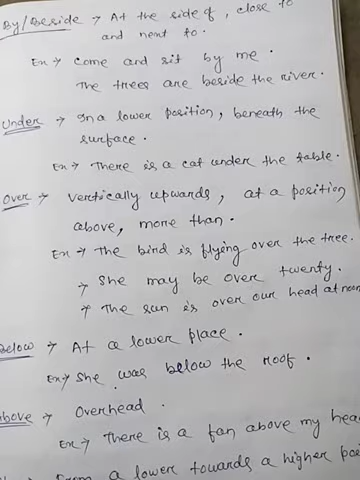 By/Beside → At the side of, close to
and next to.
Ex → Come and sit by me.
The trees are beside the river.
Under → In a lower position, beneath the
surface.
Ex → There is a cat under the table.
Over → vertically upwards, at a position
above, more than.
Ex → The bird is flying over the tree.
→ She may be over twenty.
→ The sun is over our head at noon
Below → At a lower place.
Ex → She was below the roof.
Above → Overhead.
Ex → There is a fan above my head
From a lower towards a higher posi